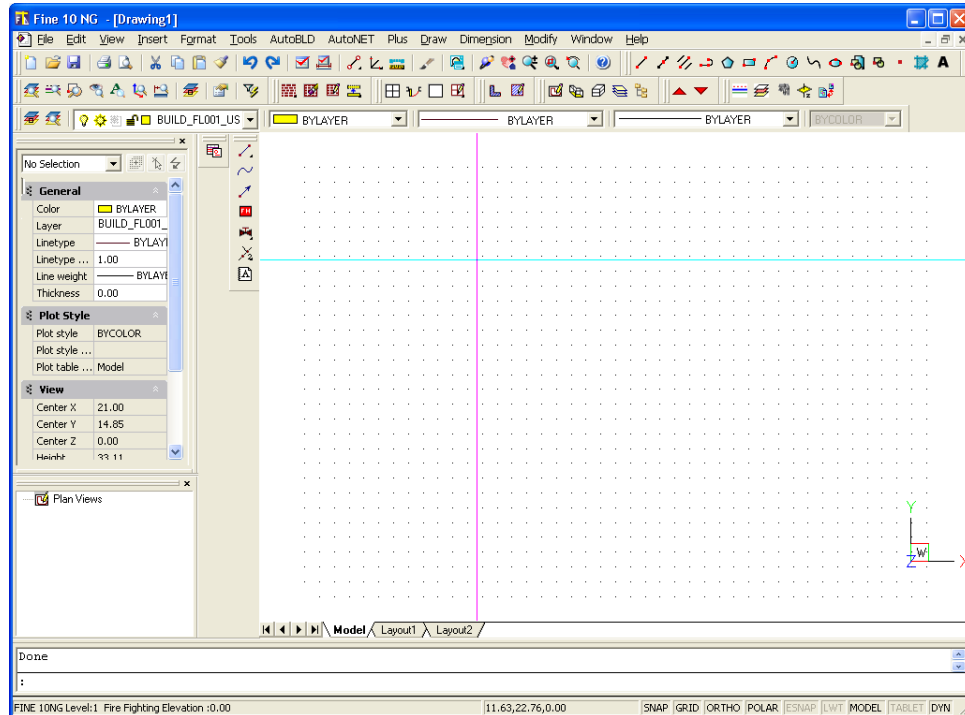 Fine 10 NG - [Drawing1]
File Edit View Insert Format Tools AutoBLD AutoNET Plus Draw Dimension Modify Window Help
A
BUILD_FL001_US BYLAYER BYLAYER BYLAYER BYCOLOR
No Selection
General
Color BYLAYER
Layer BUILD_FL001_
Linetype BYLAYI
Linetype ... 1.00
Line weight BYLAYE
Thickness 0.00
Plot Style
Plot style BYCOLOR
Plot style ...
Plot table ... Model
View
Center X 21.00
Center Y 14.85
Center Z 0.00
Height 33.11
FH
A
Plan Views
Y
W
Z X
Model Layout1 Layout2
Done
:
FINE 10NG Level:1 Fire Fighting Elevation :0.00 11.63,22.76,0.00 SNAP GRID ORTHO POLAR ESNAP LWT MODEL TABLET DYN